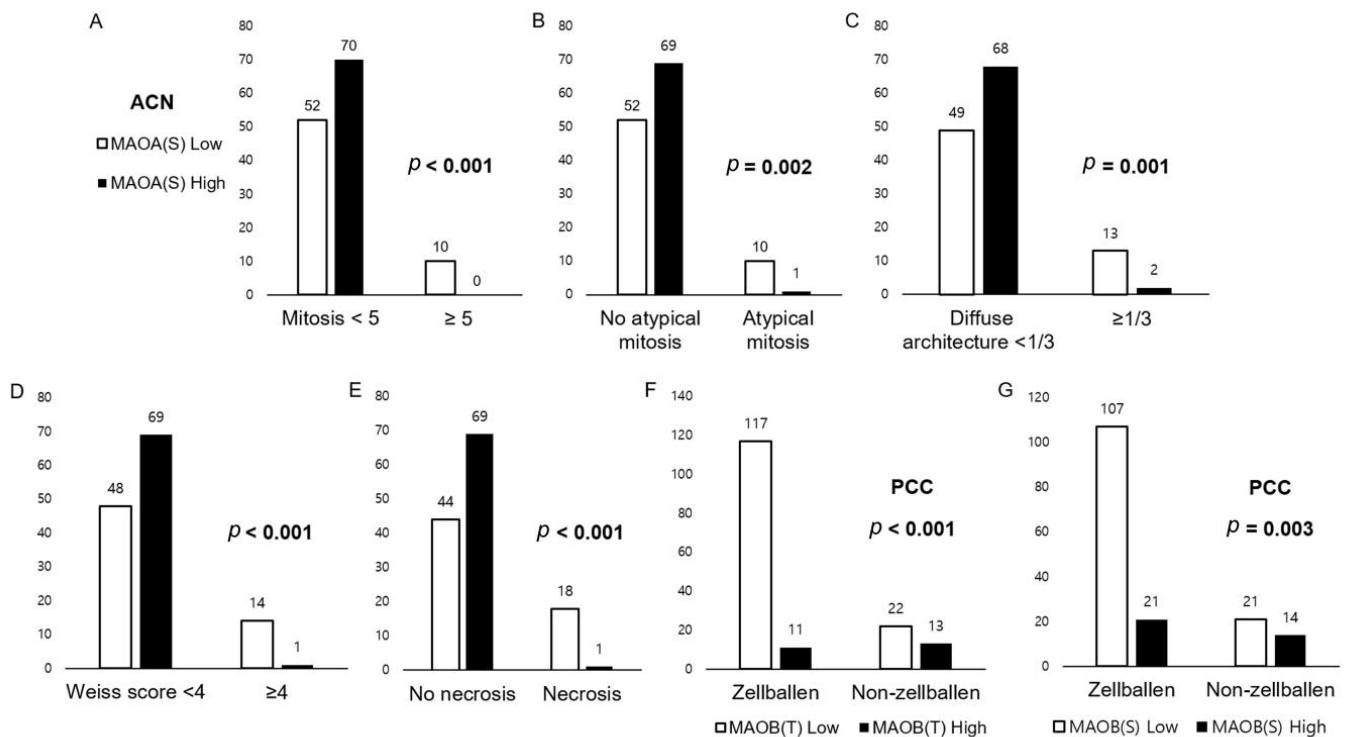 A
ACN
MAOA(S) Low
MAOA(S) High
80
70
60
50
40
30
20
10
0
52
70
10
0
p < 0.001
Mitosis < 5
≥ 5
B
80
70
60
50
40
30
20
10
0
52
69
10
1
p = 0.002
No atypical
mitosis
Atypical
mitosis
C
80
70
60
50
40
30
20
10
0
49
68
13
2
p = 0.001
Diffuse
architecture <1/3
≥1/3
D
80
70
60
50
40
30
20
10
0
48
69
14
1
p < 0.001
Weiss score <4
≥4
E
80
70
60
50
40
30
20
10
0
44
69
18
1
p < 0.001
No necrosis
Necrosis
F
140
120
100
80
60
40
20
0
117
11
22
13
PCC
p < 0.001
Zellballen
Non-zellballen
MAOB(T) Low
MAOB(T) High
G
120
100
80
60
40
20
0
107
21
21
14
PCC
p = 0.003
Zellballen
Non-zellballen
MAOB(S) Low
MAOB(S) High